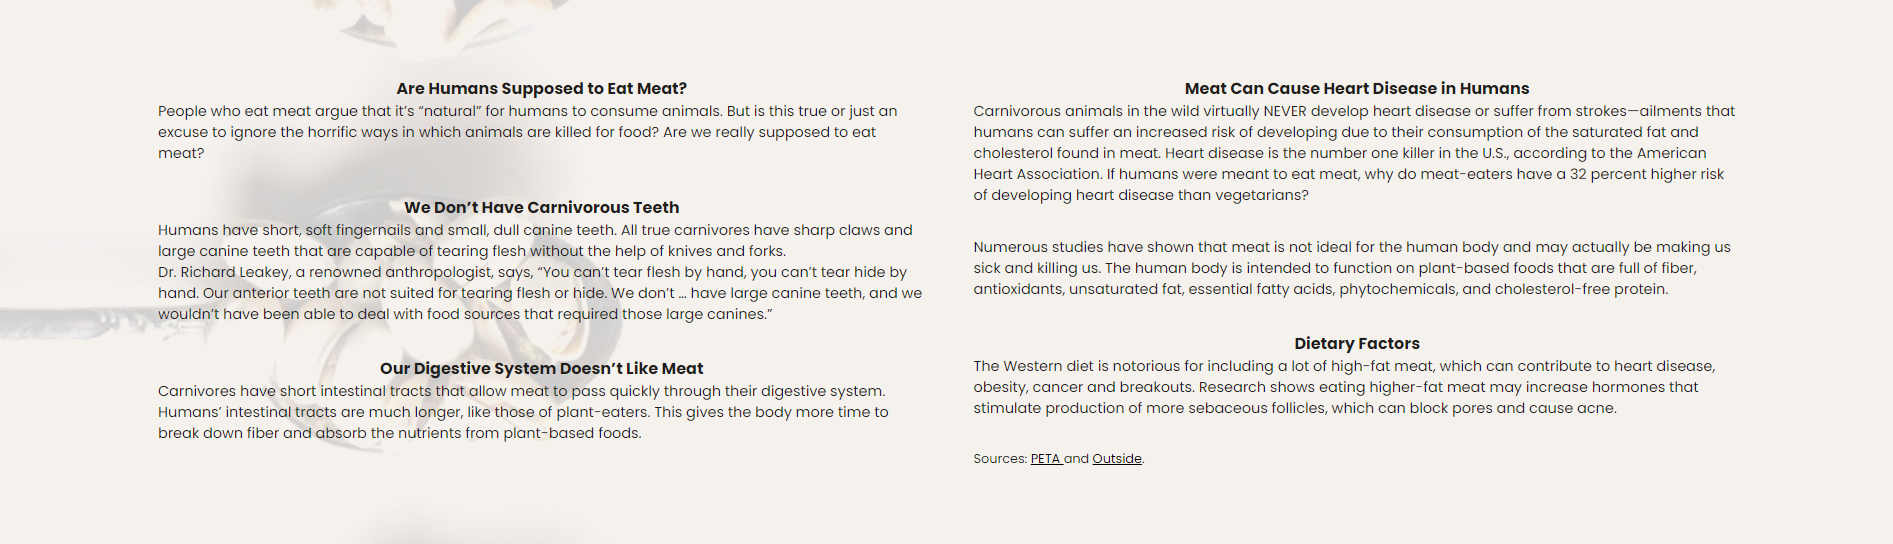 Are Humans Supposed to Eat Meat?
People who eat meat argue that it’s “natural” for humans to consume animals. But is this true or just an
excuse to ignore the horrific ways in which animals are killed for food? Are we really supposed to eat
meat?
We Don’t Have Carnivorous Teeth
Humans have short, soft fingernails and small, dull canine teeth. All true carnivores have sharp claws and
large canine teeth that are capable of tearing flesh without the help of knives and forks.
Dr. Richard Leakey, a renowned anthropologist, says, “You can’t tear flesh by hand, you can’t tear hide by
hand. Our anterior teeth are not suited for tearing flesh or hide. We don’t … have large canine teeth, and we
wouldn’t have been able to deal with food sources that required those large canines.”
Our Digestive System Doesn’t Like Meat
Carnivores have short intestinal tracts that allow meat to pass quickly through their digestive system.
Humans’ intestinal tracts are much longer, like those of plant-eaters. This gives the body more time to
break down fiber and absorb the nutrients from plant-based foods.
Meat Can Cause Heart Disease in Humans
Carnivorous animals in the wild virtually NEVER develop heart disease or suffer from strokes—ailments that
humans can suffer an increased risk of developing due to their consumption of the saturated fat and
cholesterol found in meat. Heart disease is the number one killer in the U.S., according to the American
Heart Association. If humans were meant to eat meat, why do meat-eaters have a 32 percent higher risk
of developing heart disease than vegetarians?
Numerous studies have shown that meat is not ideal for the human body and may actually be making us
sick and killing us. The human body is intended to function on plant-based foods that are full of fiber,
antioxidants, unsaturated fat, essential fatty acids, phytochemicals, and cholesterol-free protein.
Dietary Factors
The Western diet is notorious for including a lot of high-fat meat, which can contribute to heart disease,
obesity, cancer and breakouts. Research shows eating higher-fat meat may increase hormones that
stimulate production of more sebaceous follicles, which can block pores and cause acne.
Sources: PETA and Outside.